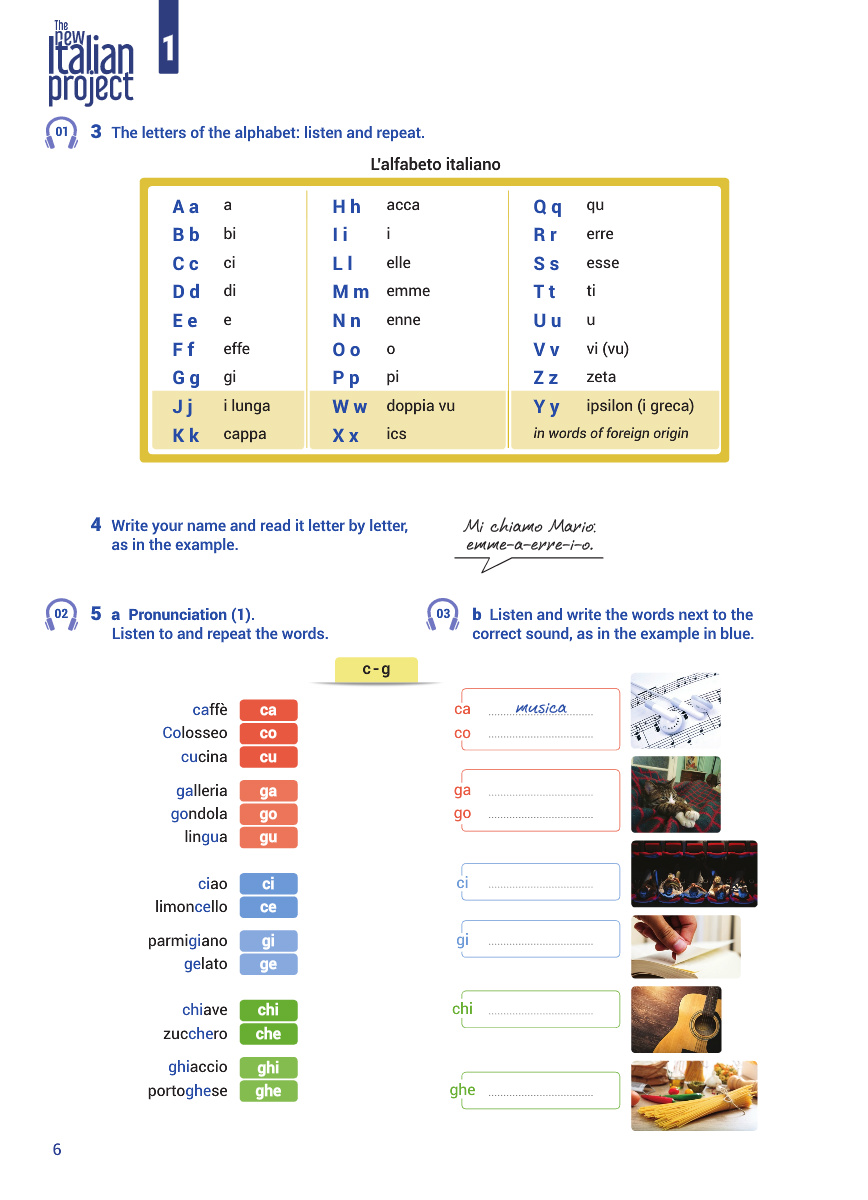 The
new
Italian
project
1
01 3 The letters of the alphabet: listen and repeat.
L'alfabeto italiano
A a a
B b bi
C c ci
D d di
E e e
F f effe
G g gi
J j i lunga
K k cappa
H h acca
I i i
L l elle
M m emme
N n enne
O o o
P p pi
W w doppia vu
X x ics
Q q qu
R r erre
S s esse
T t ti
U u u
V v vi (vu)
Z z zeta
Y y ipsilon (i greca)
in words of foreign origin
4 Write your name and read it letter by letter,
as in the example.
Mi chiamo Mario:
emme-a-erre-i-o.
02 5 a Pronunciation (1).
Listen to and repeat the words.
03 b Listen and write the words next to the
correct sound, as in the example in blue.
c - g
caffè ca
Colosseo co
cucina cu
galleria ga
gondola go
lingua gu
ciao ci
limoncello ce
parmigiano gi
gelato ge
chiave chi
zucchero che
ghiaccio ghi
portoghese ghe
ca musica
co
ga
go
ci
gi
chi
ghe
6